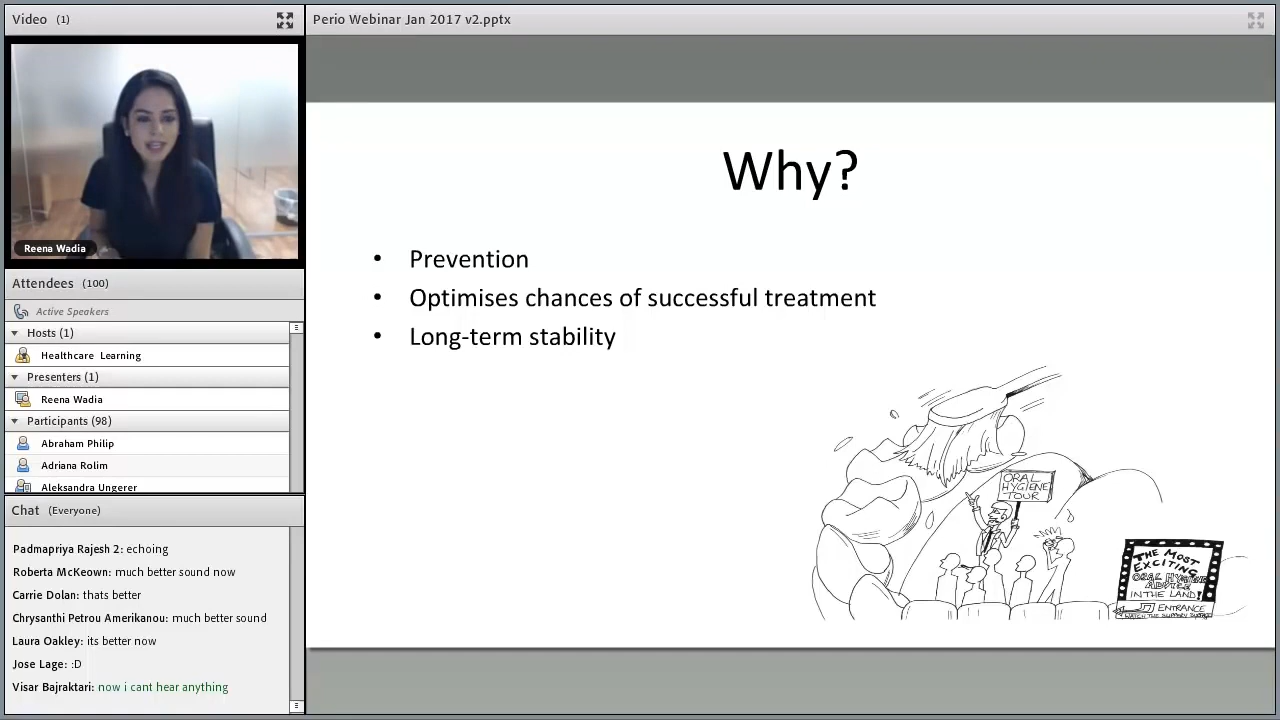 Video (1)
Perio Webinar Jan 2017 v2.pptx
Reena Wadia
Attendees (100)
Active Speakers
Hosts (1)
Healthcare Learning
Presenters (1)
Reena Wadia
Participants (98)
Abraham Philip
Adriana Rolim
Aleksandra Ungerer
Chat (Everyone)
Padmapriya Rajesh 2: echoing
Roberta McKeown: much better sound now
Carrie Dolan: thats better
Chrysanthi Petrou Amerikanou: much better sound
Laura Oakley: its better now
Jose Lage: :D
Visar Bajraktari: now i cant hear anything
Why?
• Prevention
• Optimises chances of successful treatment
• Long-term stability
ORAL
HYGIENE
TOUR
THE MOST
EXCITING
ORAL HYGIENE
ADVICE
IN THE LAND!
ENTRANCE